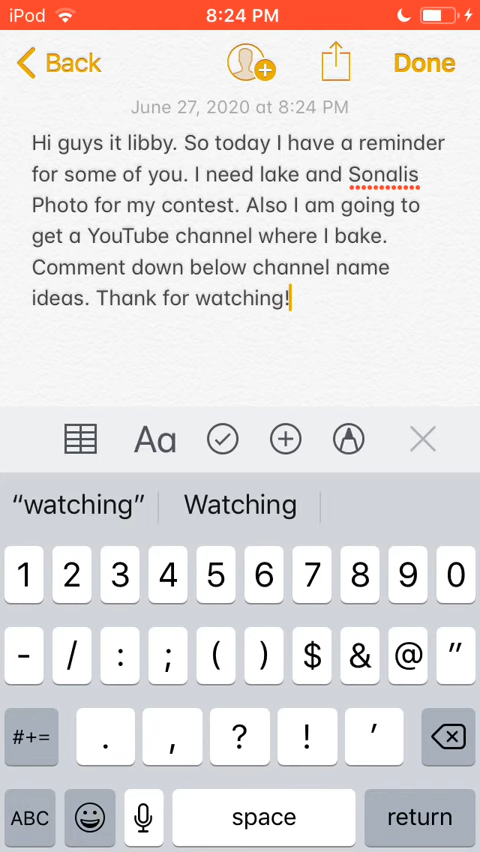 iPod 8:24 PM
Back Done
June 27, 2020 at 8:24 PM
Hi guys it libby. So today I have a reminder
for some of you. I need lake and Sonalis
Photo for my contest. Also I am going to
get a YouTube channel where I bake.
Comment down below channel name
ideas. Thank for watching!
Aa
“watching” Watching
1 2 3 4 5 6 7 8 9 0
- / : ; ( ) $ & @ "
#+= . , ? ! '
ABC space return